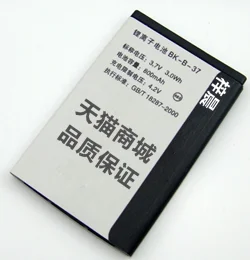 锂离子电池 BK-B-37
标称电压: 3.7V 3.0Wh
电池容量: 800mAh
充电限制电压: 4.2V
执行标准: GB/T 18287-2000
天猫商城
品质保证